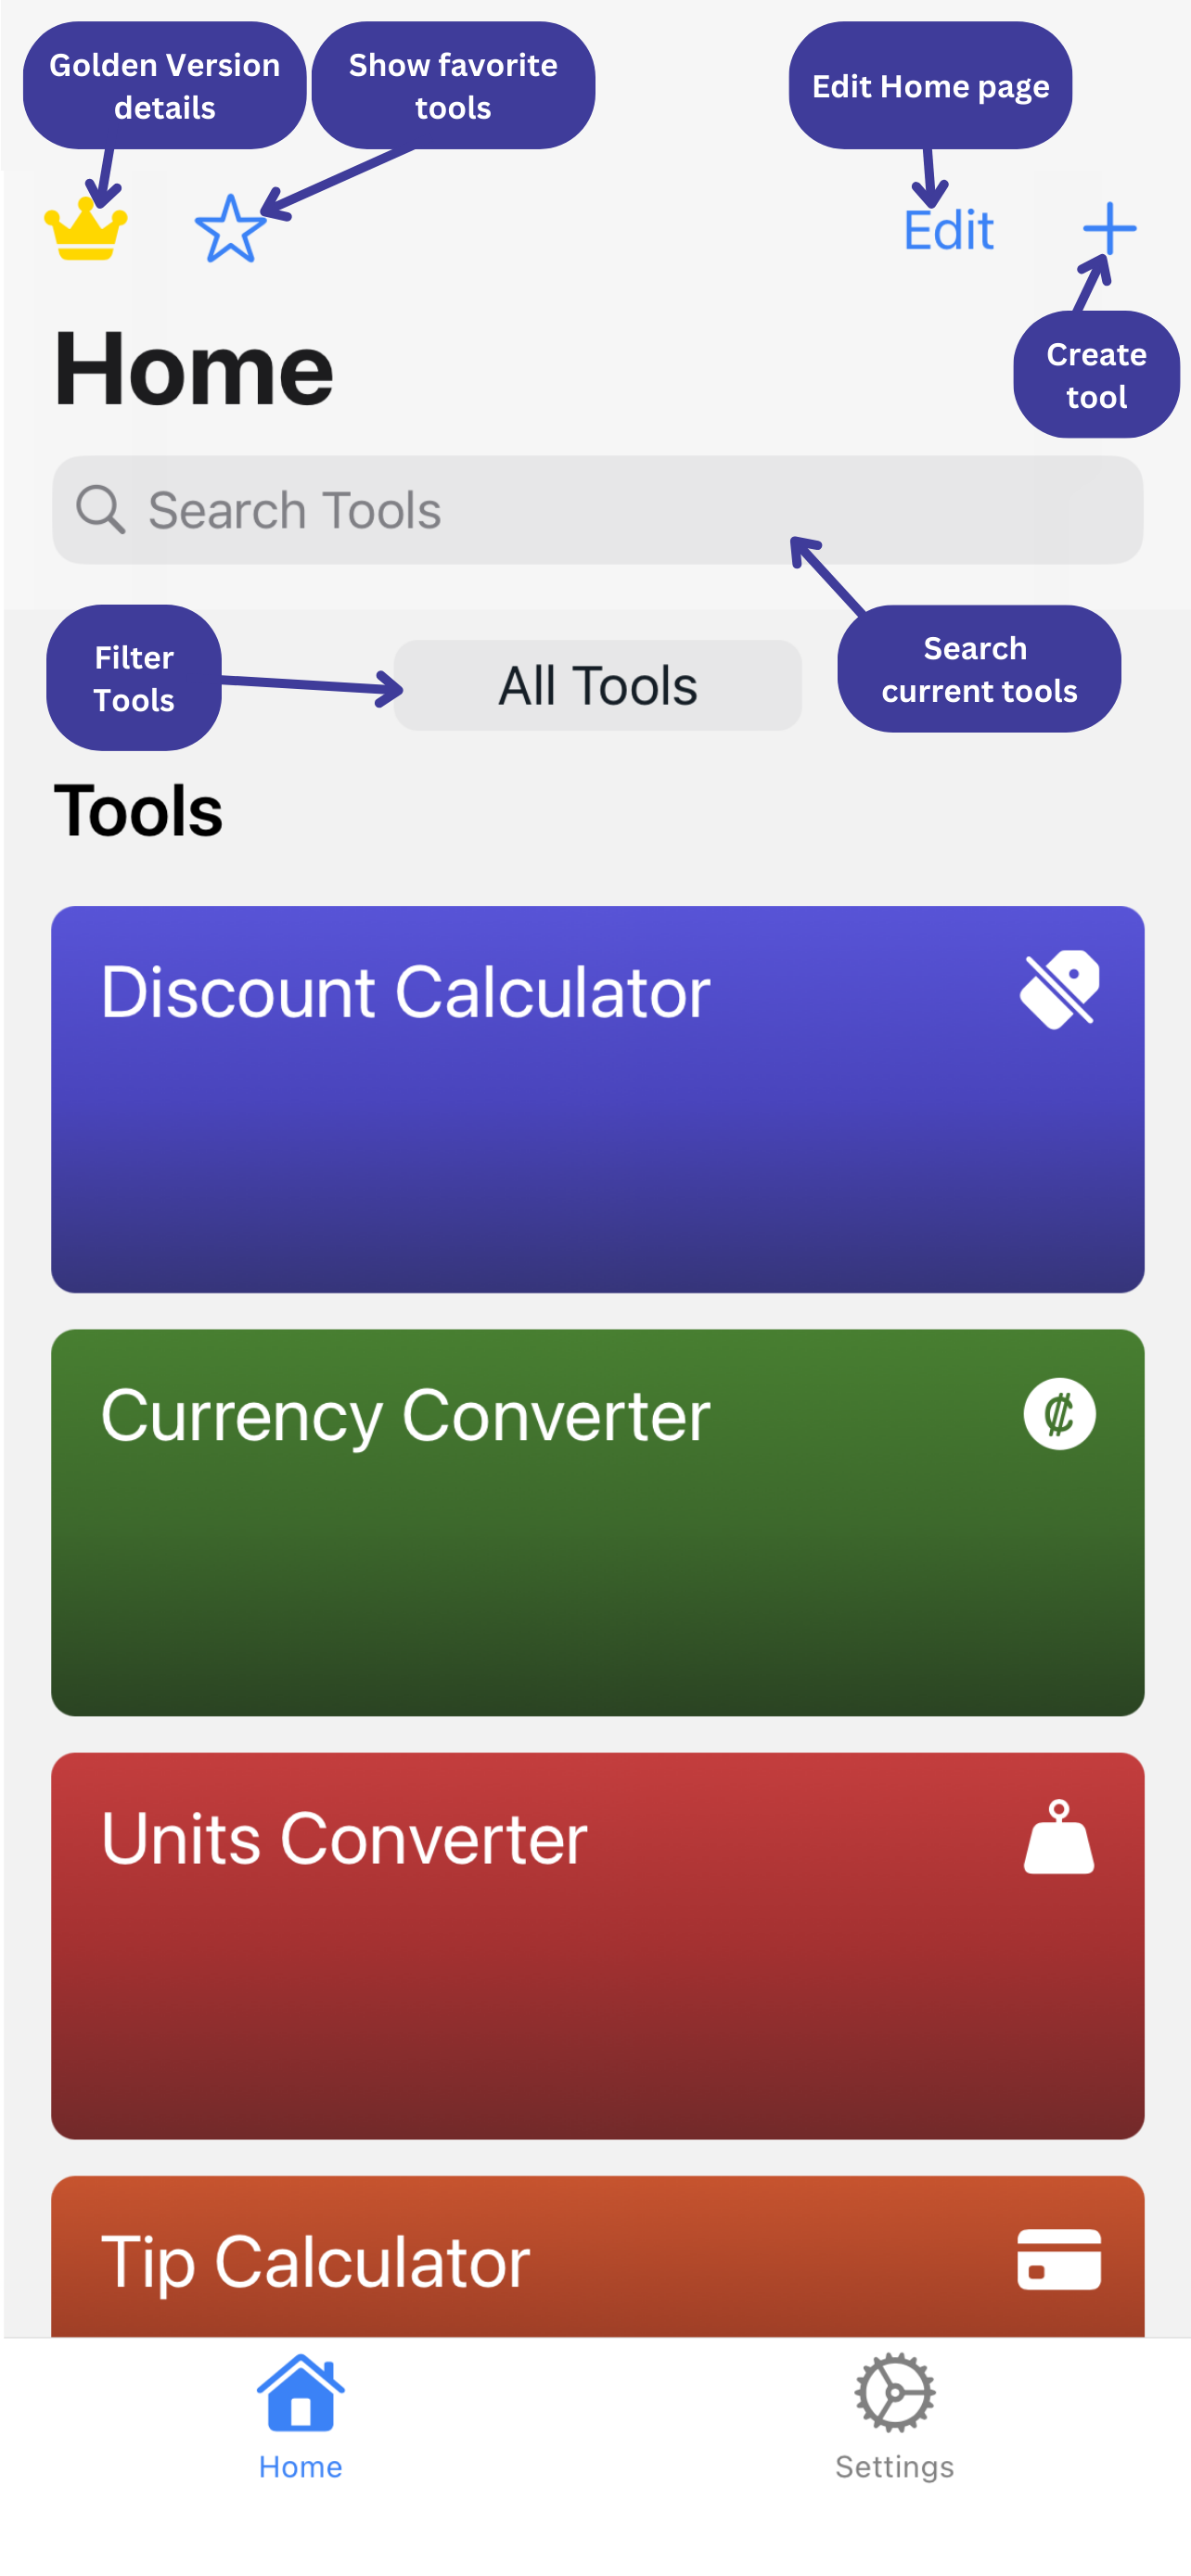 Golden Version
details
Show favorite
tools
Edit Home page
Edit
Create
tool
Home
Search Tools
Filter
Tools
All Tools
Search
current tools
Tools
Discount Calculator
Currency Converter
₡
Units Converter
Tip Calculator
Home
Settings